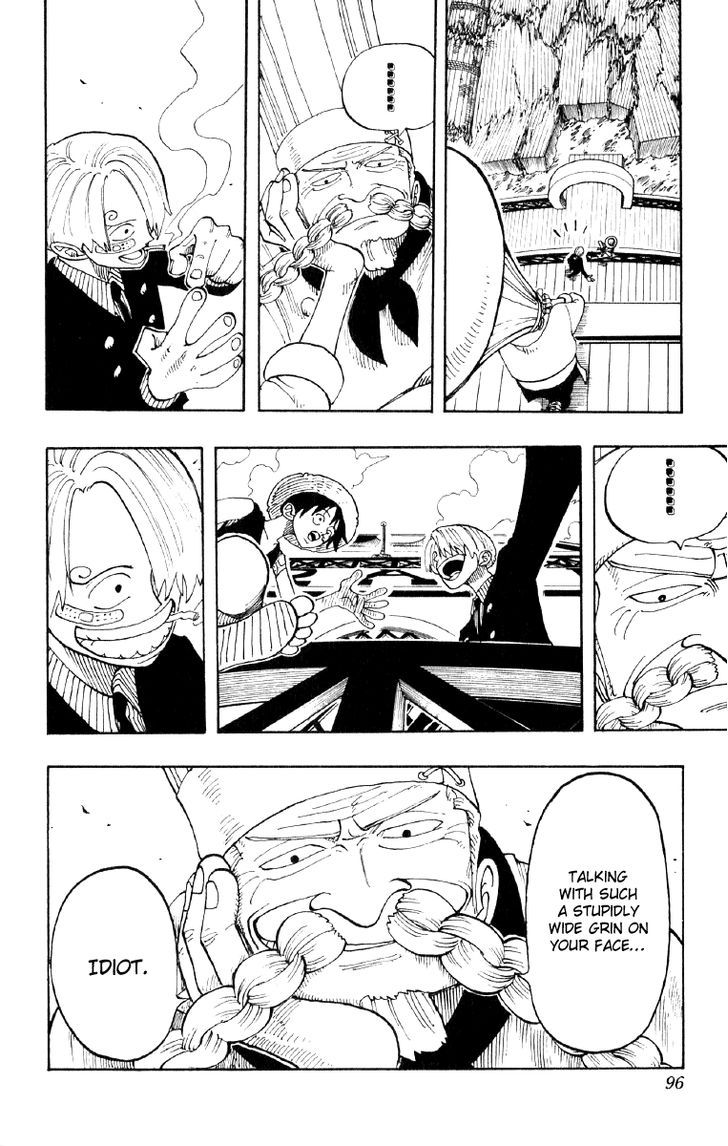 TALKING
WITH SUCH
A STUPIDLY
WIDE GRIN ON
YOUR FACE...
IDIOT.
96